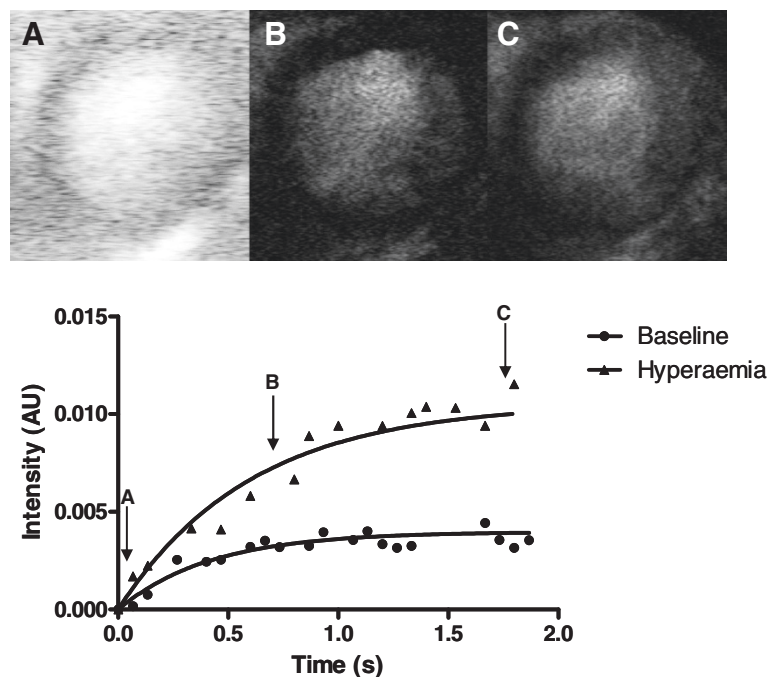 A B C
0.015
0.010
0.005
0.000
Intensity (AU)
A
B
C
0.0 0.5 1.0 1.5 2.0
Time (s)
Baseline
Hyperaemia